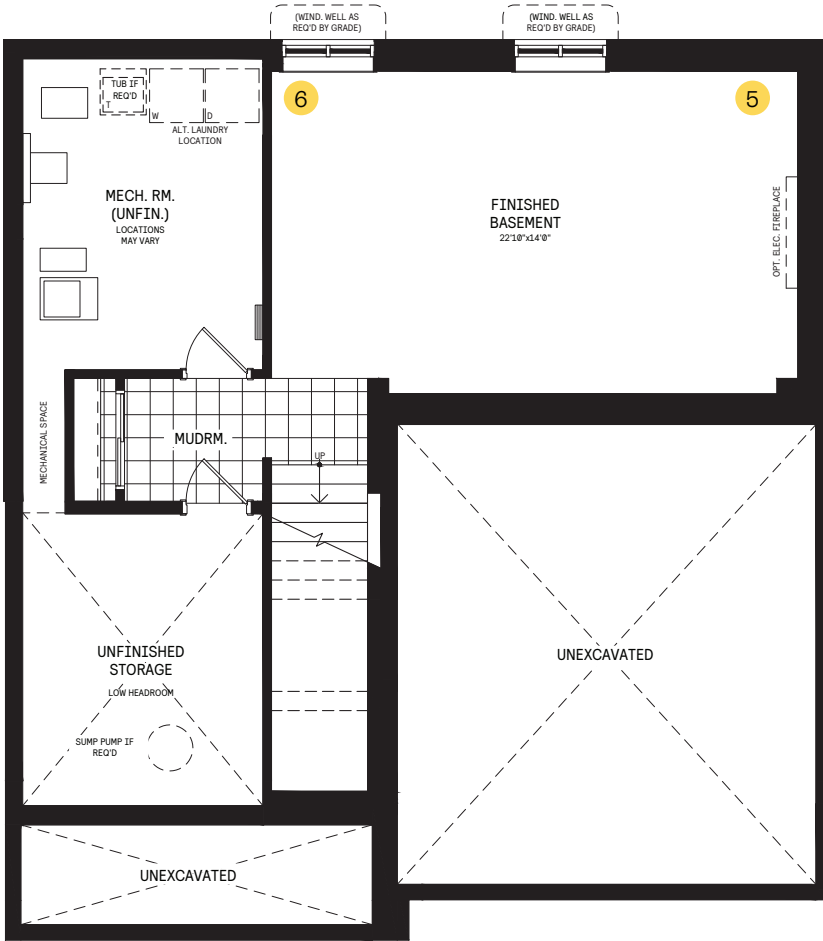 (WIND. WELL AS
REQ'D BY GRADE)
(WIND. WELL AS
REQ'D BY GRADE)
6
5
TUB IF
REQ'D
T
W
D
ALT. LAUNDRY
LOCATION
MECH. RM.
(UNFIN.)
LOCATIONS
MAY VARY
FINISHED
BASEMENT
22'10"x14'0"
OPT. ELEC. FIREPLACE
MECHANICAL SPACE
MUDRM.
UP
UNFINISHED
STORAGE
LOW HEADROOM
SUMP PUMP IF
REQ'D
UNEXCAVATED
UNEXCAVATED